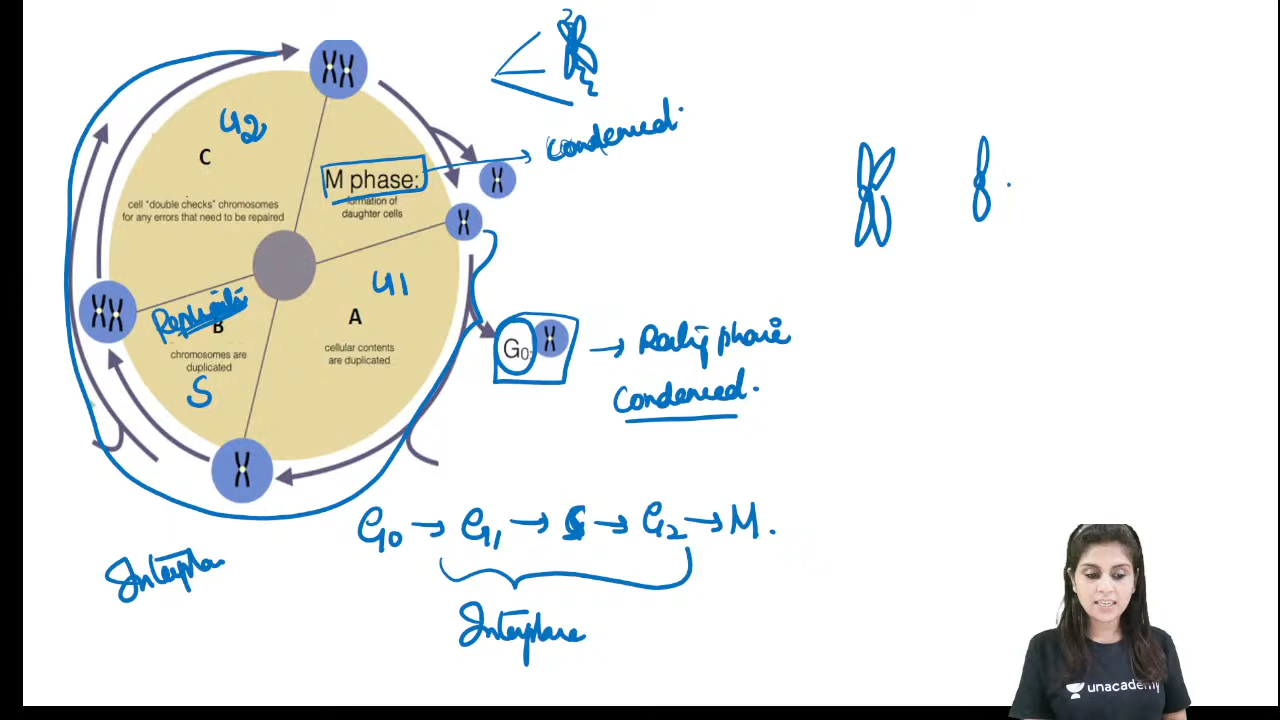 G2
C
cell "double checks" chromosomes
for any errors that need to be repaired
M phase:
formation of
daughter cells
condensed.
G1
A
cellular contents
are duplicated
B
chromosomes are
duplicated
S
G0
→ phase
Condensed.
G0 → G1 → S → G2 → M.
Interphase
unacademy